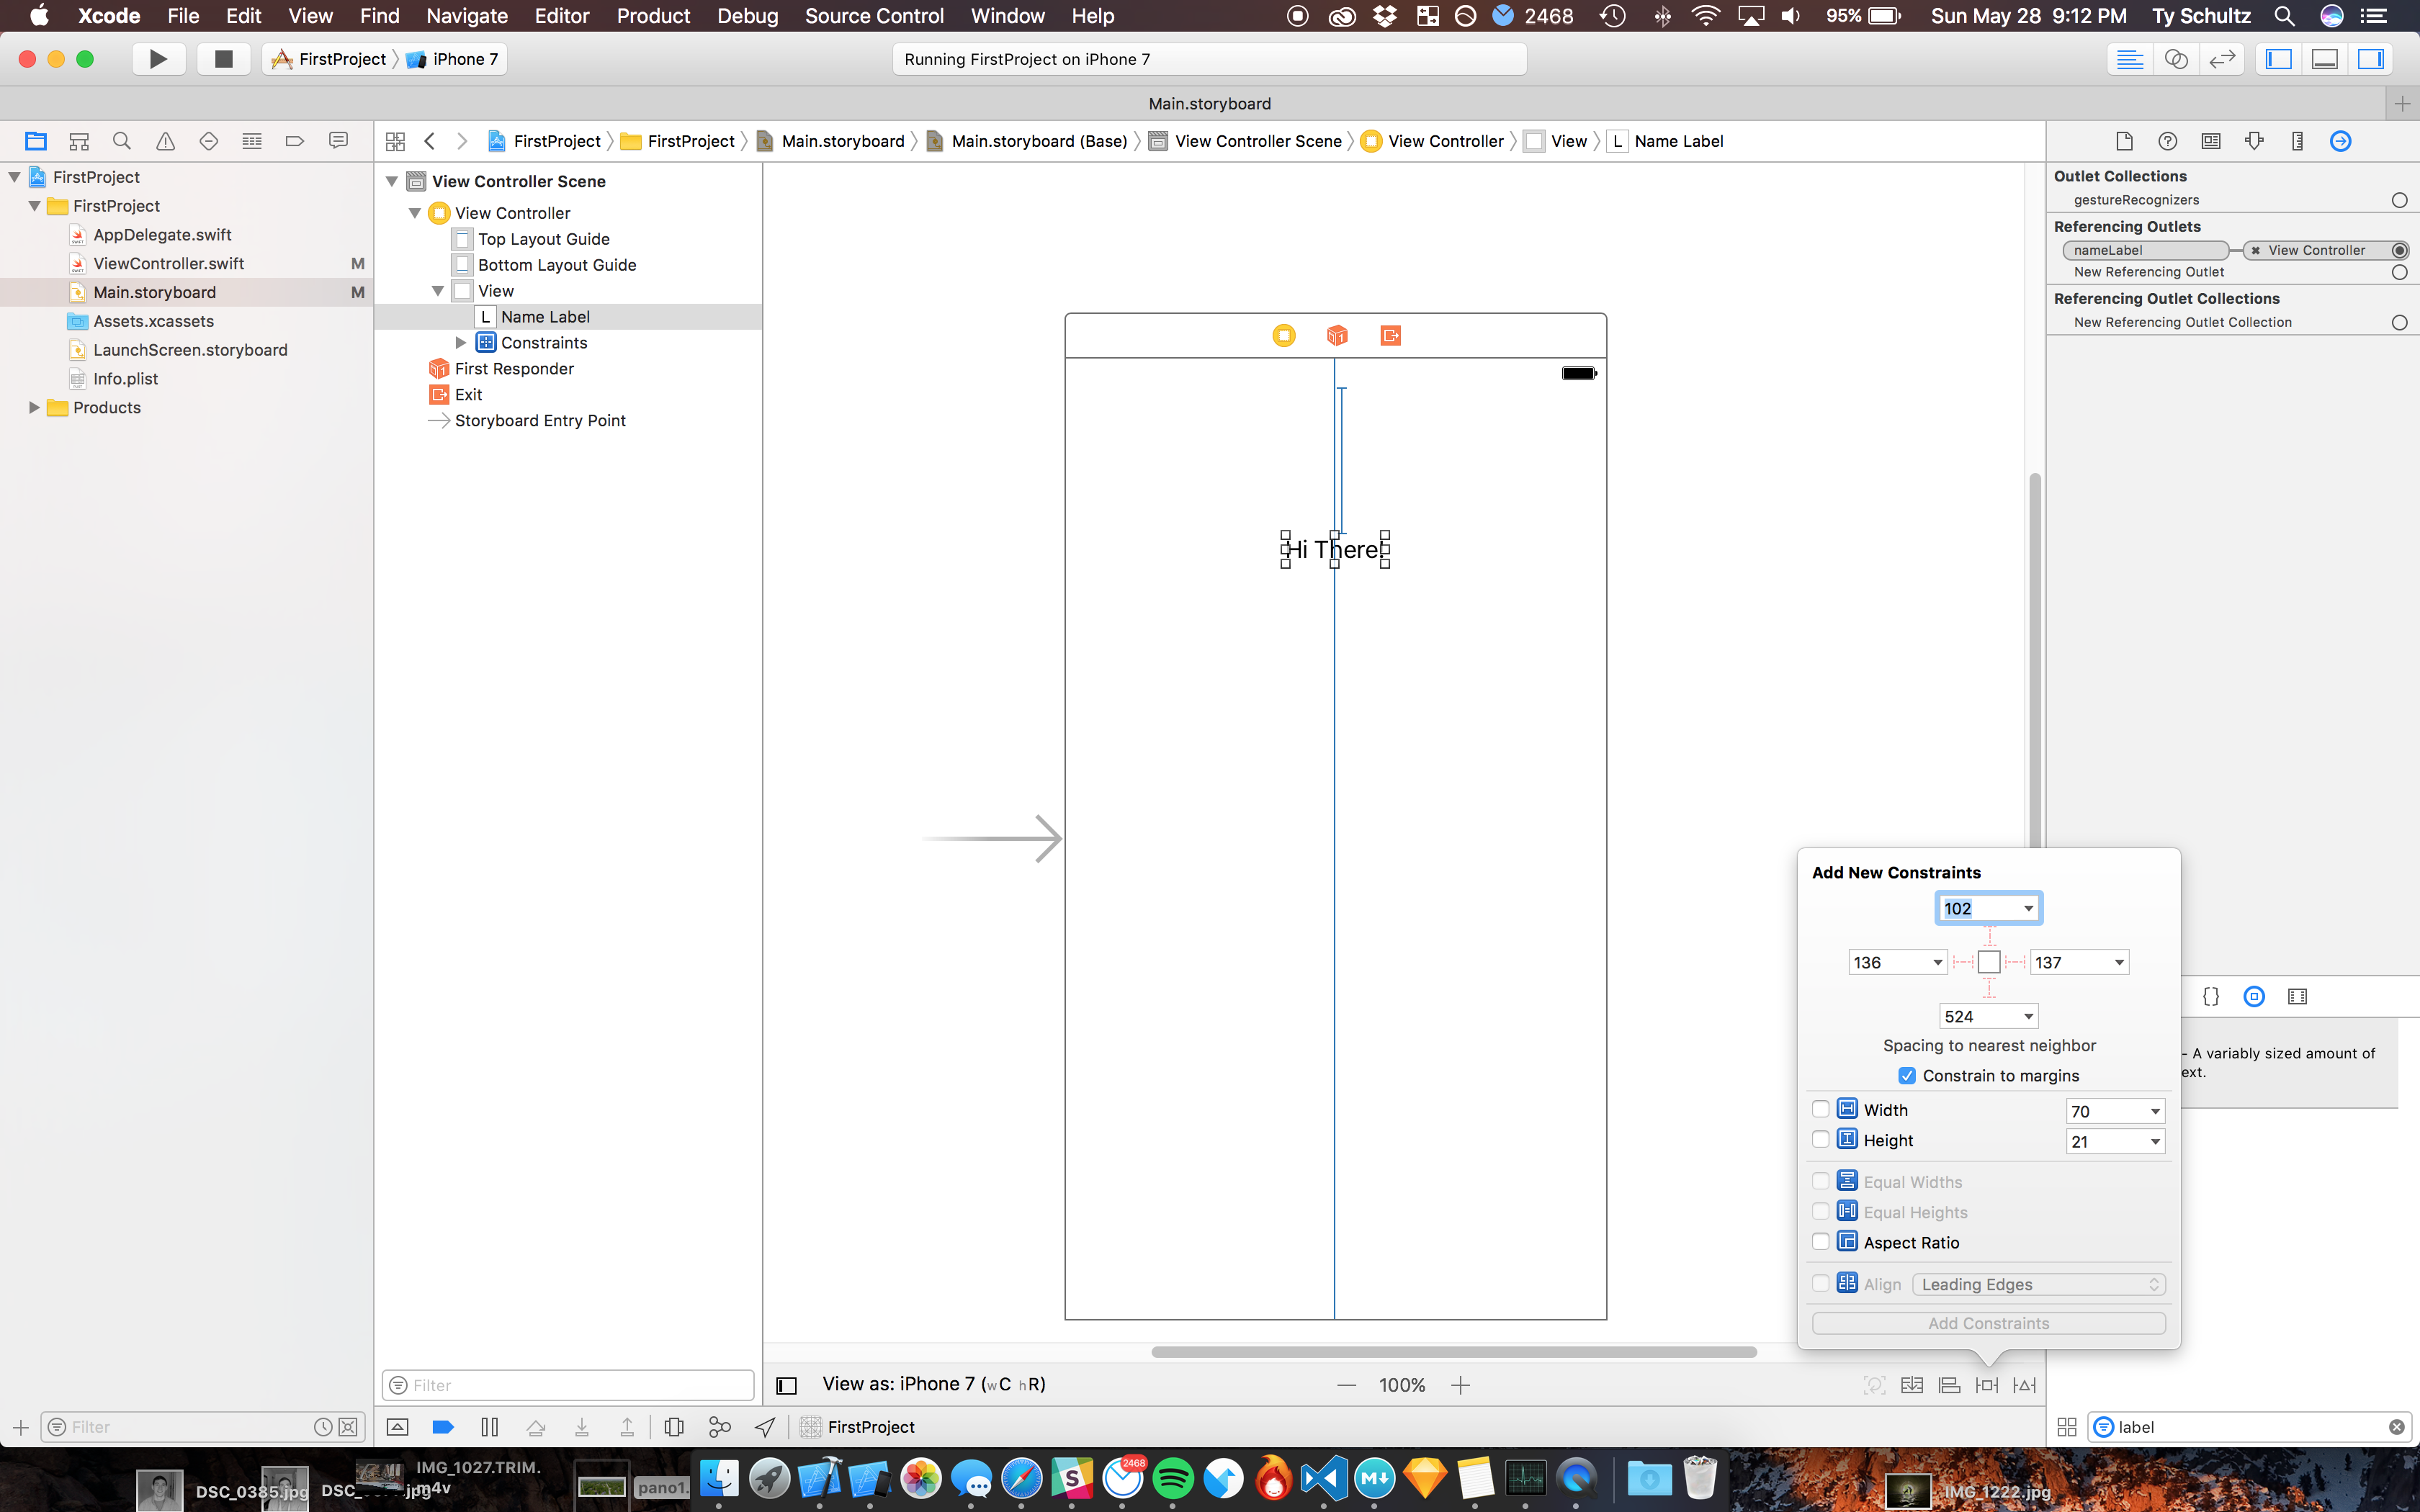 Xcode File Edit View Find Navigate Editor Product Debug Source Control Window Help 2468 95% Sun May 28 9:12 PM Ty Schultz
FirstProject iPhone 7 Running FirstProject on iPhone 7
Main.storyboard
FirstProject FirstProject Main.storyboard Main.storyboard (Base) View Controller Scene View Controller View L Name Label
FirstProject
FirstProject
AppDelegate.swift
ViewController.swift M
Main.storyboard M
Assets.xcassets
LaunchScreen.storyboard
Info.plist
Products
View Controller Scene
View Controller
Top Layout Guide
Bottom Layout Guide
View
L Name Label
Constraints
First Responder
Exit
Storyboard Entry Point
Hi There!
Outlet Collections
gestureRecognizers
Referencing Outlets
nameLabel View Controller
New Referencing Outlet
Referencing Outlet Collections
New Referencing Outlet Collection
Add New Constraints
102
136 137
524
Spacing to nearest neighbor
Constrain to margins
Width 70
Height 21
Equal Widths
Equal Heights
Aspect Ratio
Align Leading Edges
Add Constraints
{}
- A variably sized amount of
ext.
Filter
View as: iPhone 7 (wC hR) 100%
Filter
FirstProject
label
2468
DSC_0385.jpg
IMG_1027.TRIM.
m4v
pano1.
IMG_1222.jpg